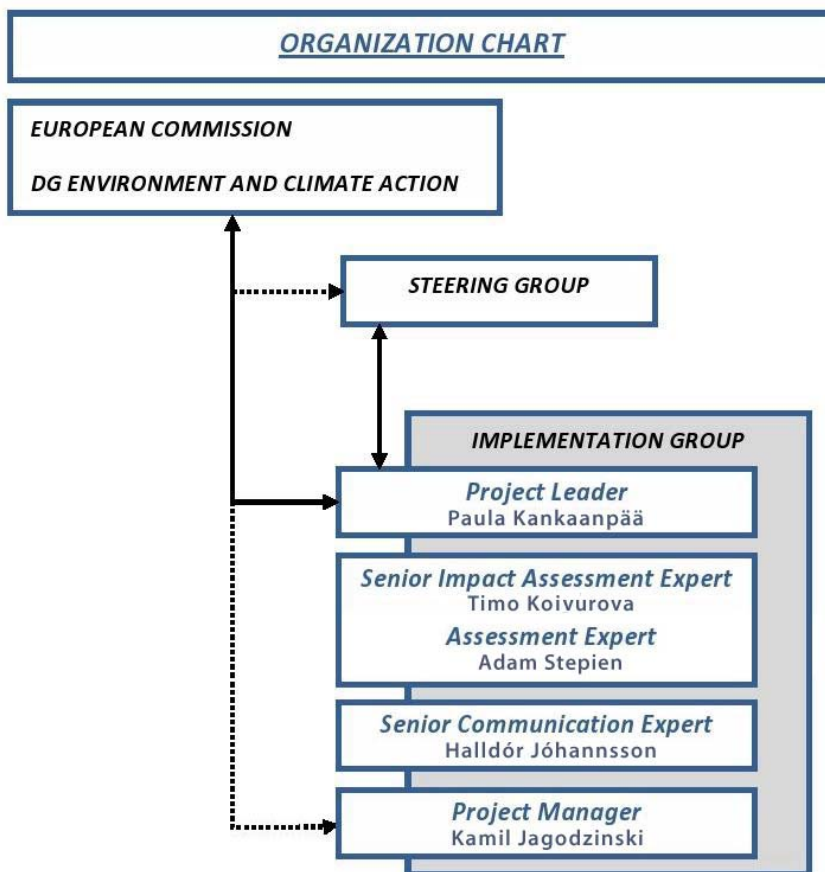 ORGANIZATION CHART
EUROPEAN COMMISSION
DG ENVIRONMENT AND CLIMATE ACTION
STEERING GROUP
IMPLEMENTATION GROUP
Project Leader
Paula Kankaanpää
Senior Impact Assessment Expert
Timo Koivurova
Assessment Expert
Adam Stepien
Senior Communication Expert
Halldór Jóhannsson
Project Manager
Kamil Jagodzinski